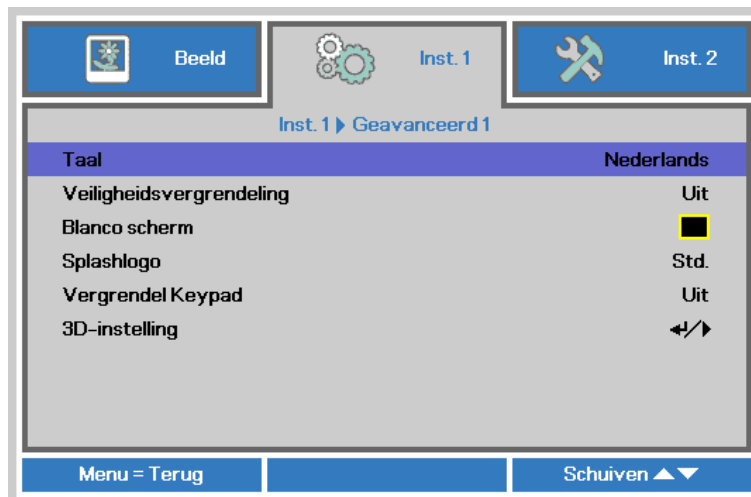 Beeld
Inst. 1
Inst. 2
Inst. 1 Geavanceerd 1
Taal Nederlands
Veiligheidsvergrendeling Uit
Blanco scherm
Splashlogo Std.
Vergrendel Keypad Uit
3D-instelling
Menu = Terug
Schuiven